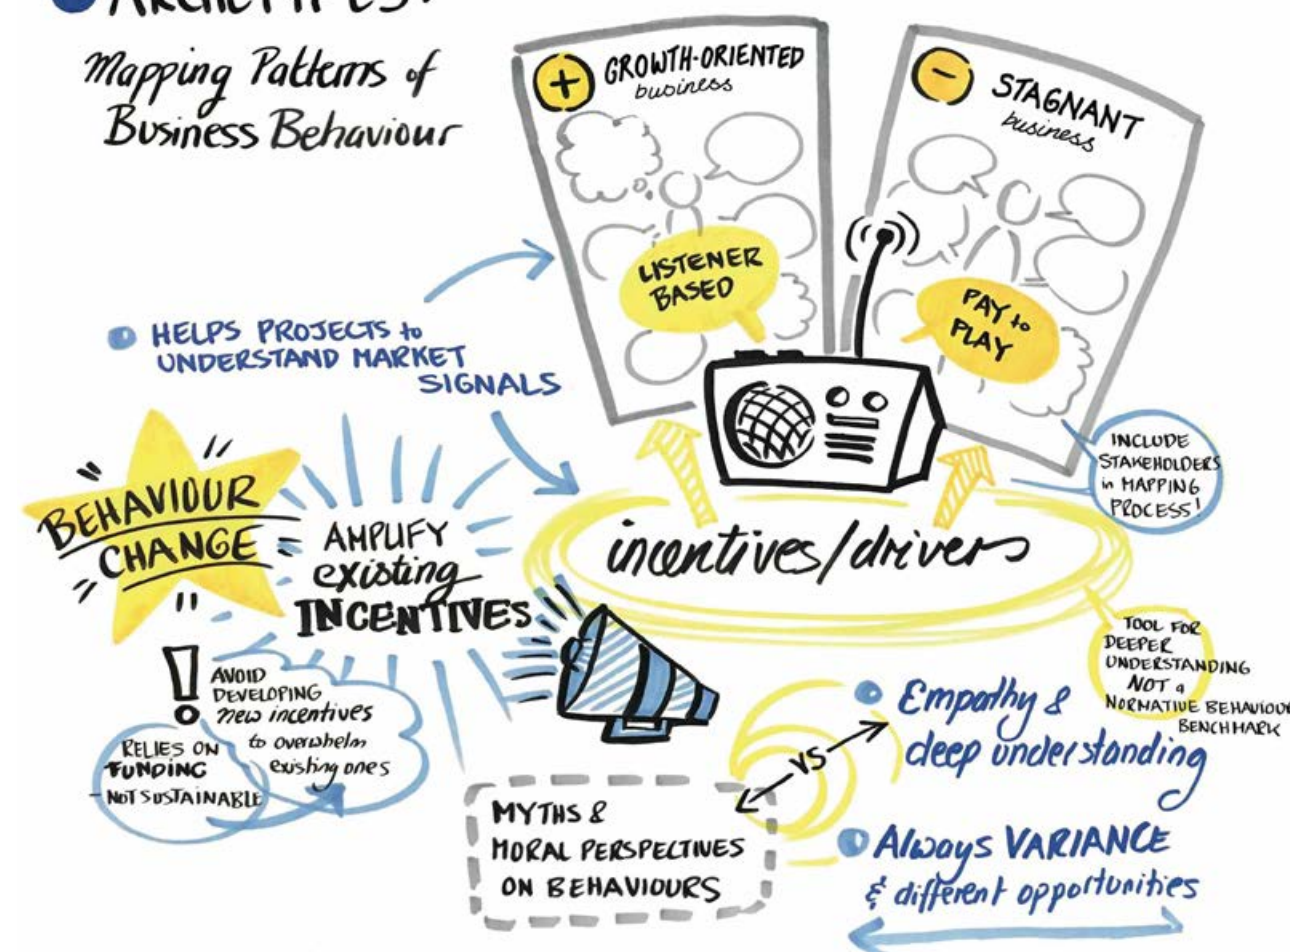 ARCHETYPES:
Mapping Patterns of
Business Behaviour
+ GROWTH-ORIENTED
business
LISTENER
BASED
- STAGNANT
business
PAY to
PLAY
HELPS PROJECTS to
UNDERSTAND MARKET
SIGNALS
INCLUDE
STAKEHOLDERS
in MAPPING
PROCESS!
BEHAVIOUR
CHANGE
AMPLIFY
existing
INCENTIVES
incentives/drivers
TOOL FOR
DEEPER
UNDERSTANDING
NOT a
NORMATIVE BEHAVIOUR
BENCHMARK
! AVOID
DEVELOPING
new incentives
to overwhelm
existing ones
RELIES ON
FUNDING
- NOT SUSTAINABLE
MYTHS &
MORAL PERSPECTIVES
ON BEHAVIOURS
VS
Empathy &
deep understanding
Always VARIANCE
& different opportunities